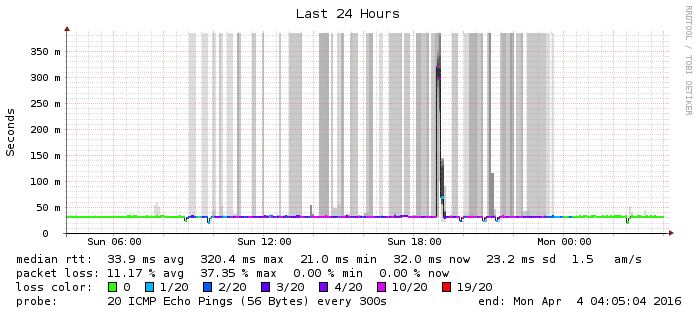 Last 24 Hours
RRDTOOL / TOBI OETIKER
Seconds
350 m
300 m
250 m
200 m
150 m
100 m
50 m
0
Sun 06:00 Sun 12:00 Sun 18:00 Mon 00:00
median rtt: 33.9 ms avg 320.4 ms max 21.0 ms min 32.0 ms now 23.2 ms sd 1.5 am/s
packet loss: 11.17 % avg 37.35 % max 0.00 % min 0.00 % now
loss color: 0 1/20 2/20 3/20 4/20 10/20 19/20
probe: 20 ICMP Echo Pings (56 Bytes) every 300s end: Mon Apr 4 04:05:04 2016